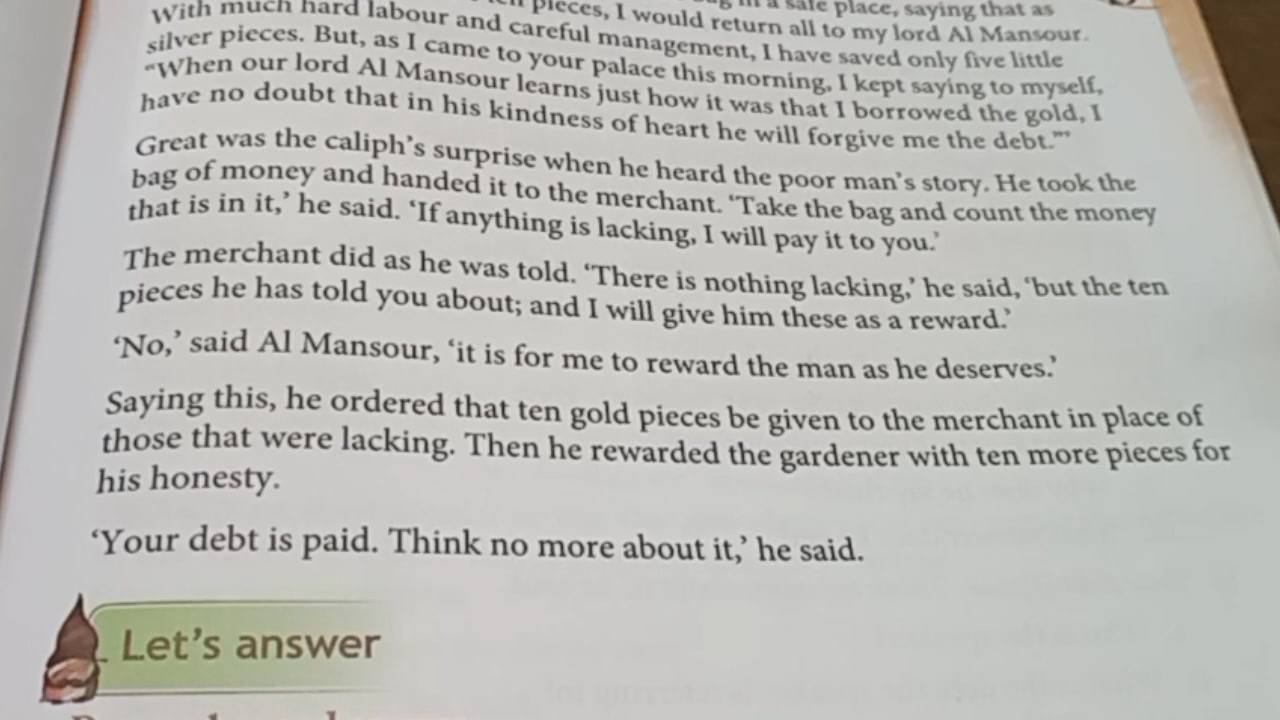 pieces, I would return all to my lord Al Mansour.
in a safe place, saying that as
With much hard labour and careful management, I have saved only five little
silver pieces. But, as I came to your palace this morning, I kept saying to myself,
“When our lord Al Mansour learns just how it was that I borrowed the gold, I
have no doubt that in his kindness of heart he will forgive me the debt.”’
Great was the caliph’s surprise when he heard the poor man’s story. He took the
bag of money and handed it to the merchant. ‘Take the bag and count the money
that is in it,’ he said. ‘If anything is lacking, I will pay it to you.’
The merchant did as he was told. ‘There is nothing lacking,’ he said, ‘but the ten
pieces he has told you about; and I will give him these as a reward.’
‘No,’ said Al Mansour, ‘it is for me to reward the man as he deserves.’
Saying this, he ordered that ten gold pieces be given to the merchant in place of
those that were lacking. Then he rewarded the gardener with ten more pieces for
his honesty.
‘Your debt is paid. Think no more about it,’ he said.
Let’s answer